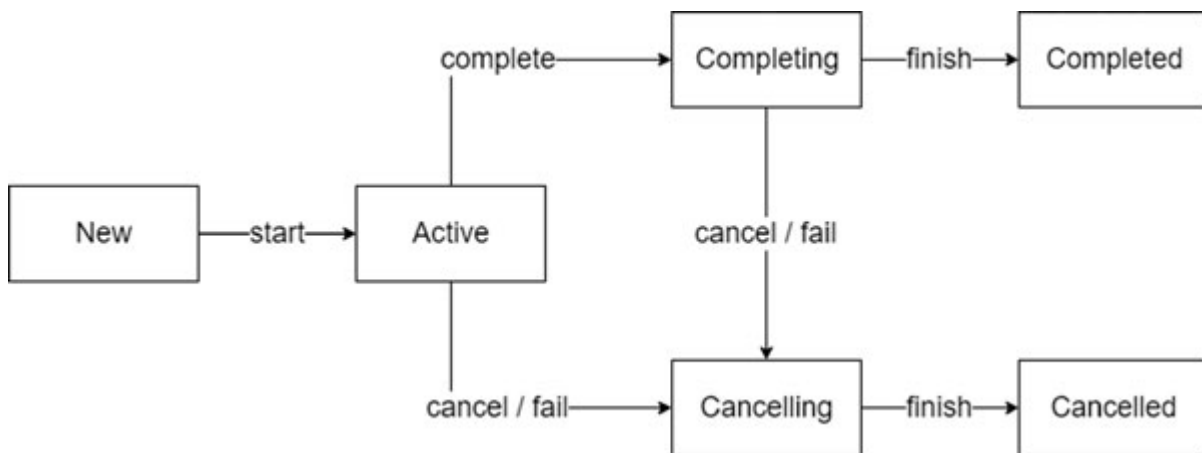 complete
Completing
finish
Completed
New
start
Active
cancel / fail
cancel / fail
Cancelling
finish
Cancelled